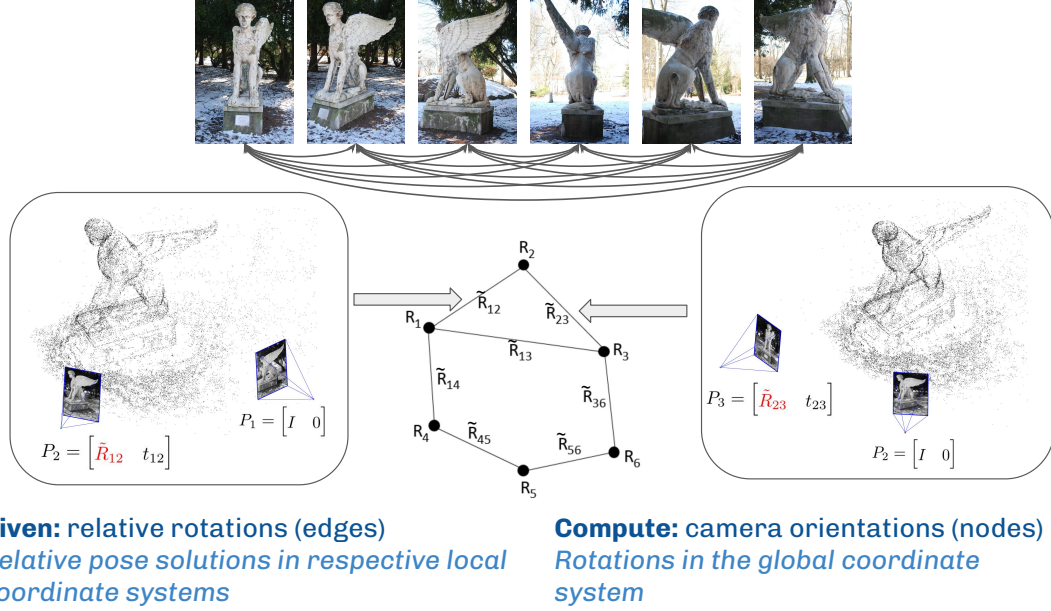 R₂
R̃₁₂
R̃₂₃
R₁
R̃₁₃
R₃
R̃₁₄
R̃₃₆
R₄
R̃₄₅
R̃₅₆
R₆
R₅
P₁ = [I 0]
P₂ = [R̃₁₂ t₁₂]
P₃ = [R̃₂₃ t₂₃]
P₂ = [I 0]
iven: relative rotations (edges)
elative pose solutions in respective local
oordinate systems
Compute: camera orientations (nodes)
Rotations in the global coordinate
system